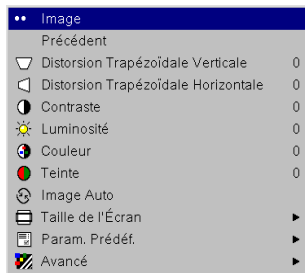 Image
Précédent
Distorsion Trapézoïdale Verticale 0
Distorsion Trapézoïdale Horizontale 0
Contraste 0
Luminosité 0
Couleur 0
Teinte 0
Image Auto
Taille de l'Écran
Param. Prédéf.
Avancé